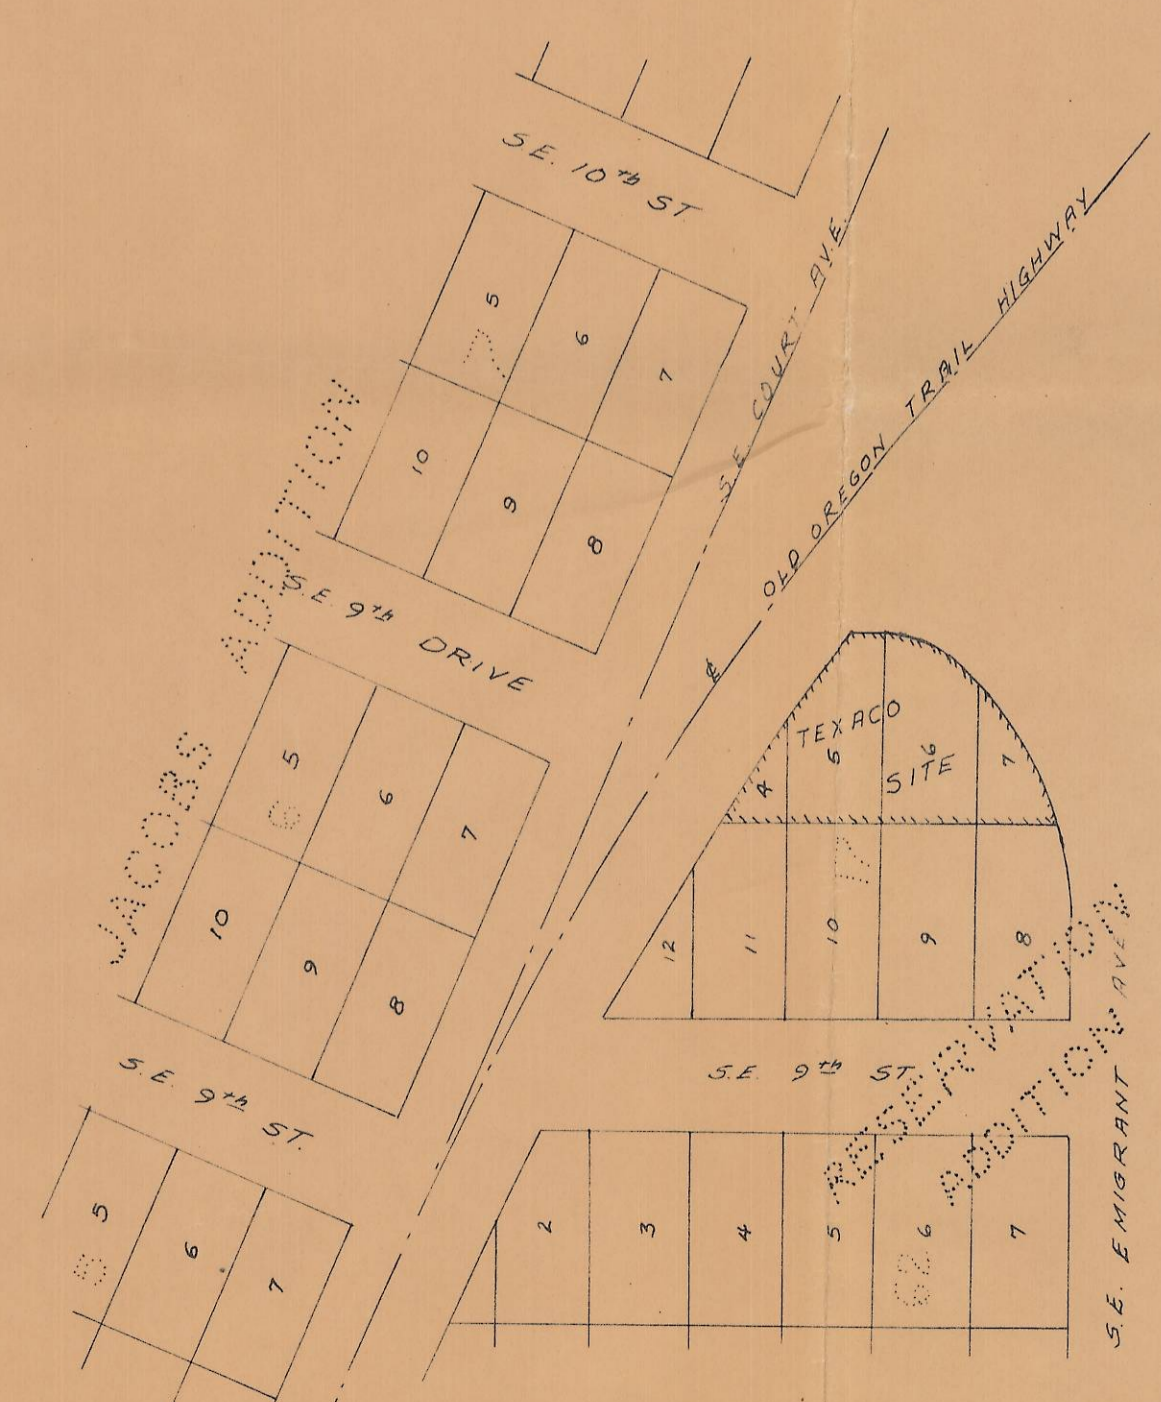 S.E. 10th ST.
5
6
7
7
10
9
8
S.E. COURT AVE.
OLD OREGON TRAIL HIGHWAY
JACOBS ADDITION
S.E. 9th DRIVE
5
6
6
7
10
9
8
TEXACO
SITE
4
5
6
7
17
12
11
10
9
8
S.E. 9th ST.
5
5
6
7
S.E. 9th ST.
RESERVATION
ADDITION
2
3
4
5
6
7
62
S.E. EMIGRANT AVE.